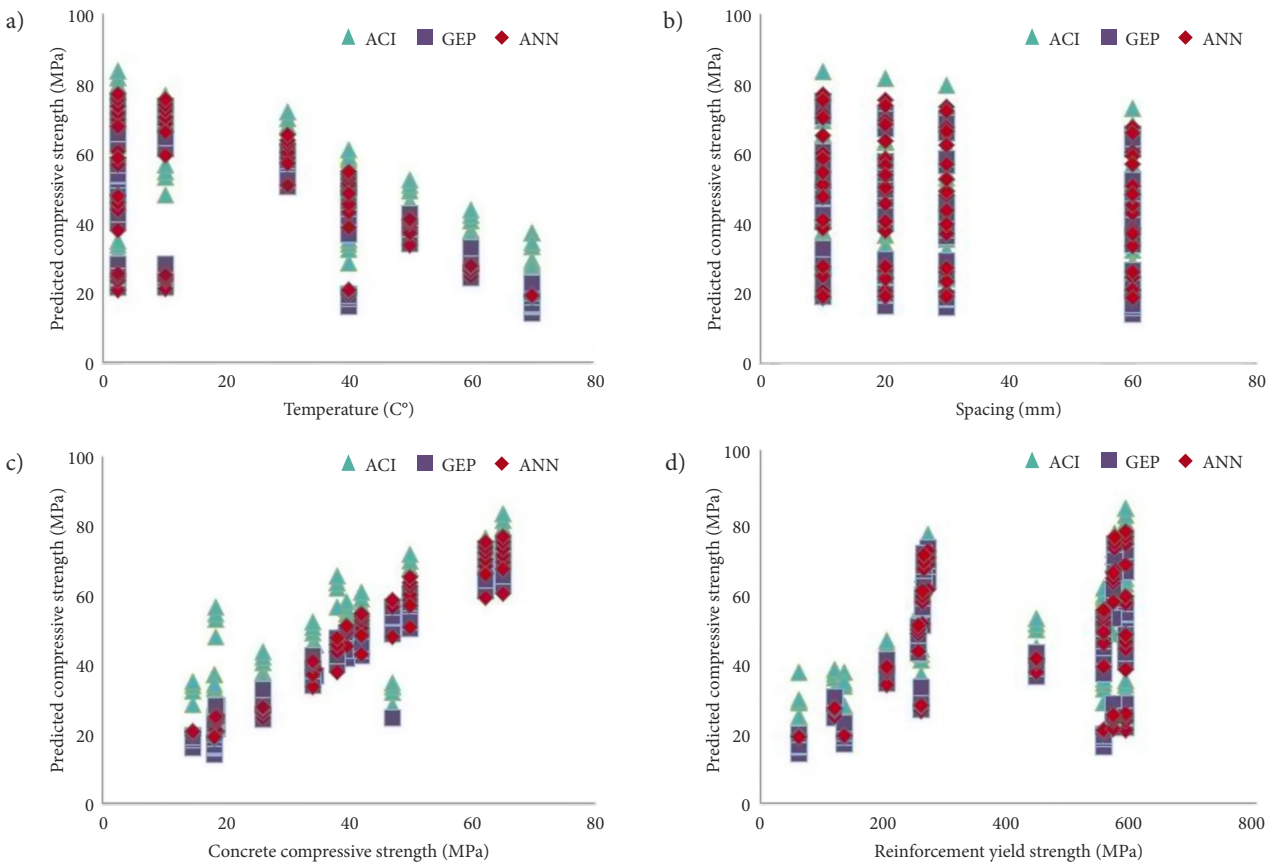 a)
ACI GEP ANN
Predicted compressive strength (MPa)
100
80
60
40
20
0
0 20 40 60 80
Temperature (C°)
b)
ACI GEP ANN
Predicted compressive strength (MPa)
100
80
60
40
20
0
0 20 40 60 80
Spacing (mm)
c)
ACI GEP ANN
Predicted compressive strength (MPa)
100
80
60
40
20
0
0 20 40 60 80
Concrete compressive strength (MPa)
d)
ACI GEP ANN
Predicted compressive strength (MPa)
100
80
60
40
20
0
0 200 400 600 800
Reinforcement yield strength (MPa)